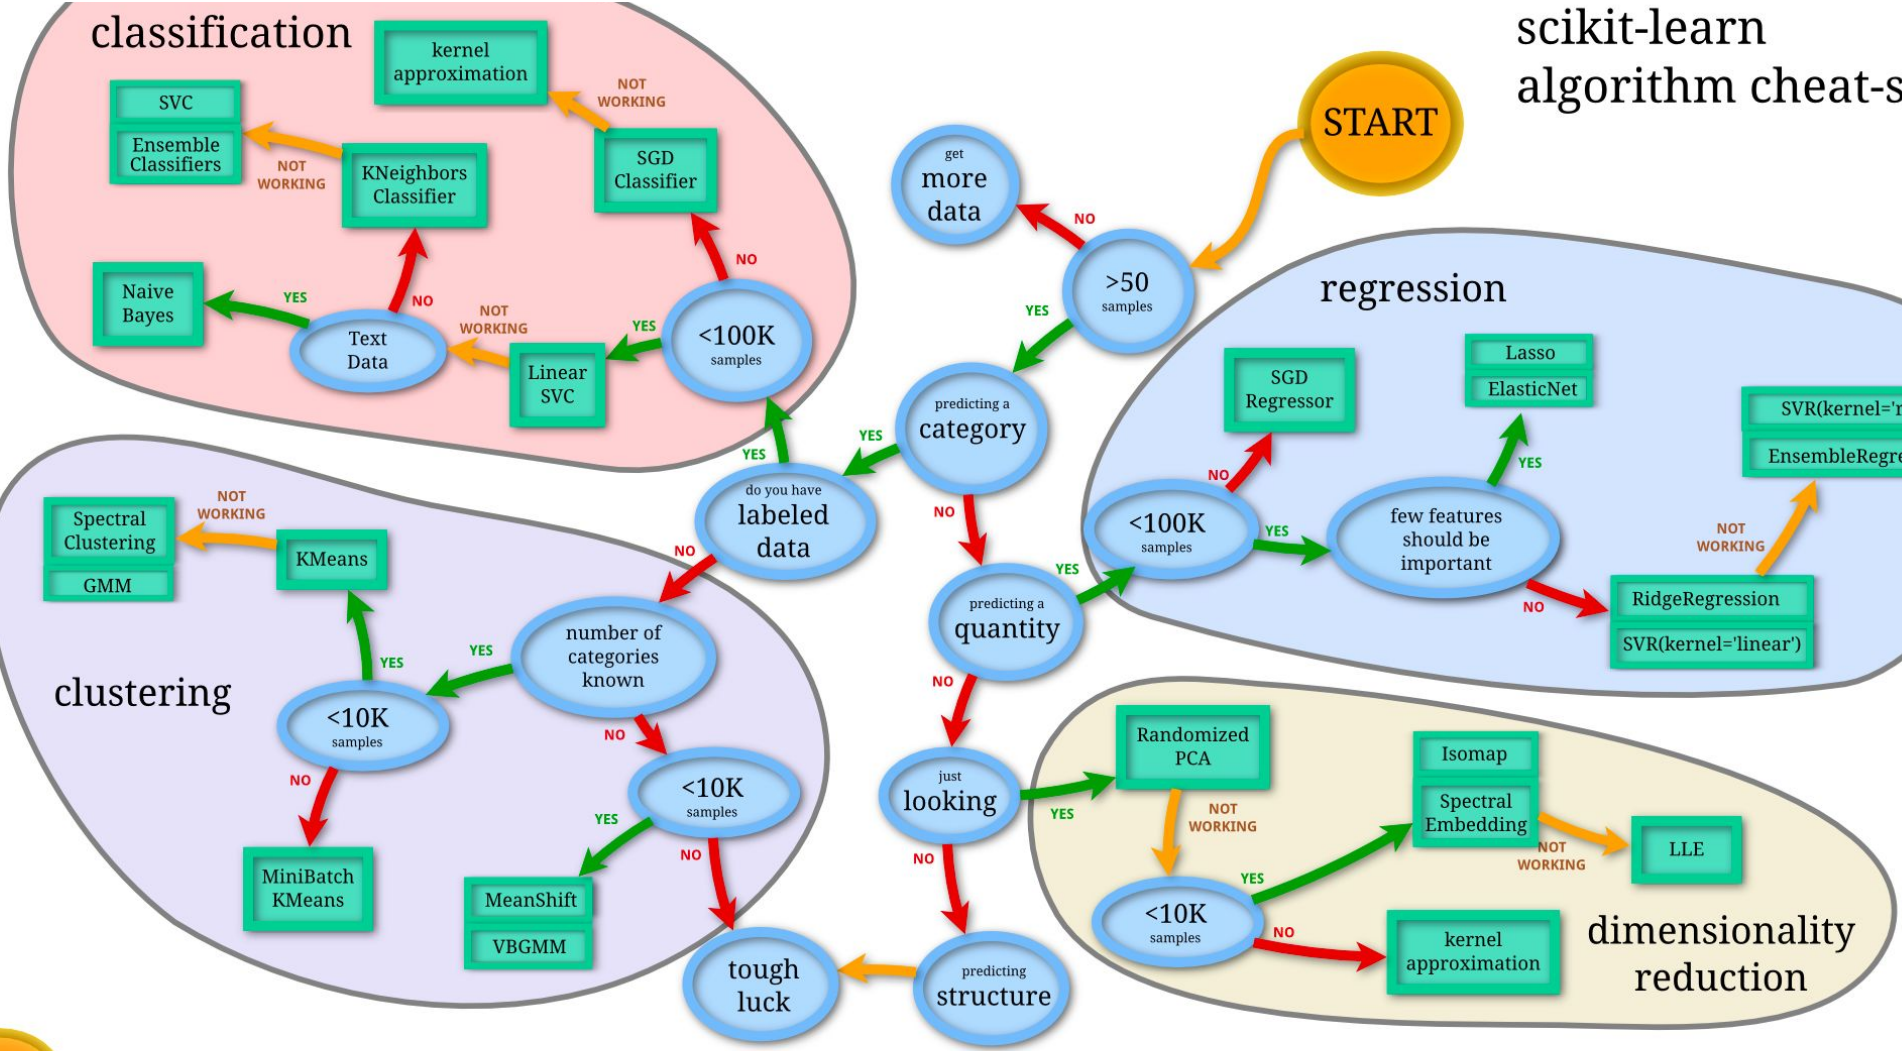 scikit-learn
algorithm cheat-s
START
get
more
data
NO
>50
samples
YES
predicting a
category
YES
NO
do you have
labeled
data
YES
NO
predicting a
quantity
YES
NO
just
looking
YES
NO
predicting
structure
tough
luck
classification
kernel
approximation
NOT
WORKING
SGD
Classifier
NO
<100K
samples
YES
Linear
SVC
NOT
WORKING
Text
Data
YES
Naive
Bayes
NO
KNeighbors
Classifier
NOT
WORKING
SVC
Ensemble
Classifiers
clustering
number of
categories
known
YES
NO
<10K
samples
YES
KMeans
NOT
WORKING
Spectral
Clustering
GMM
NO
MiniBatch
KMeans
<10K
samples
YES
MeanShift
VBGMM
NO
regression
<100K
samples
NO
SGD
Regressor
YES
few features
should be
important
YES
Lasso
ElasticNet
NO
RidgeRegression
SVR(kernel='linear')
NOT
WORKING
SVR(kernel='r
EnsembleRegre
dimensionality
reduction
Randomized
PCA
NOT
WORKING
<10K
samples
YES
Isomap
Spectral
Embedding
NOT
WORKING
LLE
NO
kernel
approximation